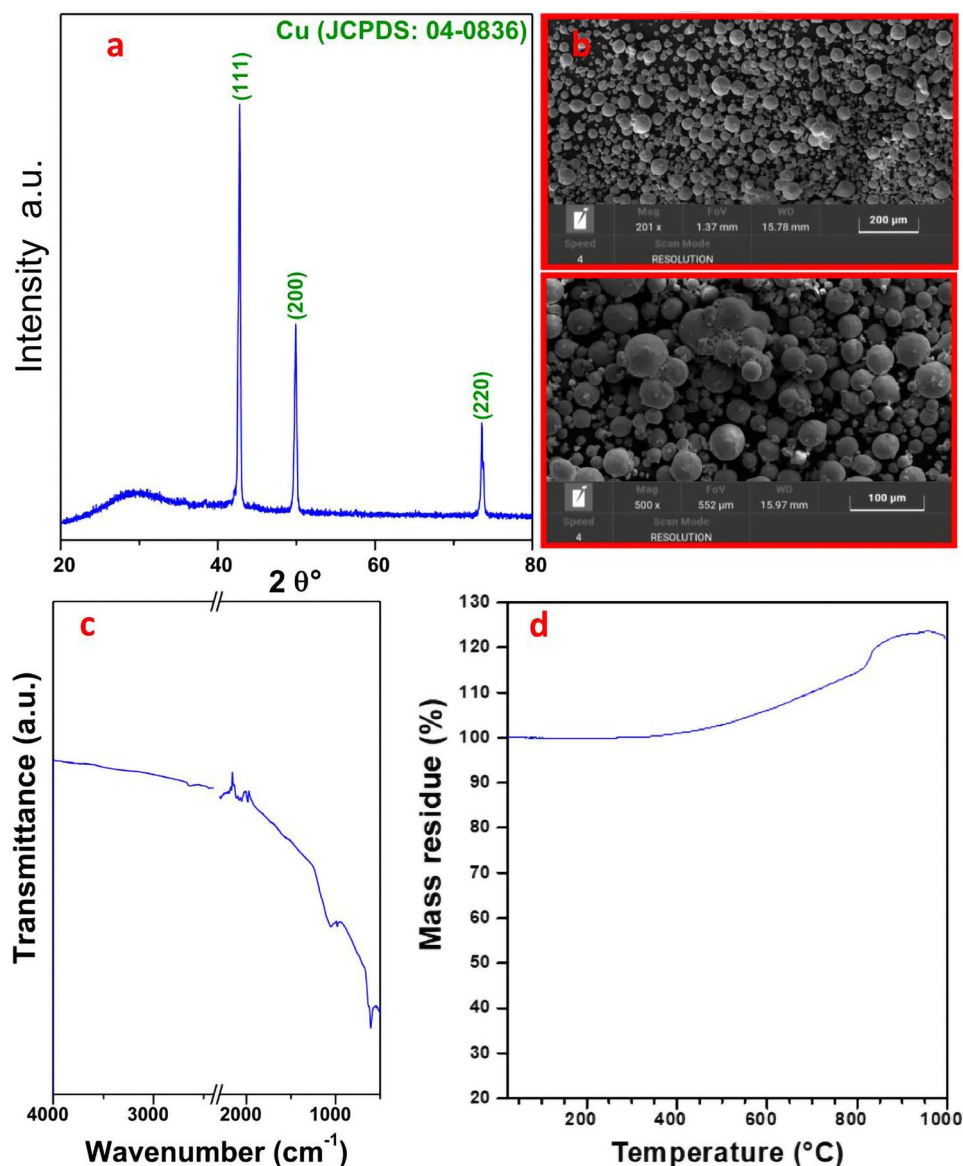 a
Cu (JCPDS: 04-0836)
(111)
(200)
(220)
Intensity a.u.
20 40 60 80
2 θ°
b
Mag FoV WD
201 x 1.37 mm 15.78 mm 200 µm
Speed Scan Mode
4 RESOLUTION
Mag FoV WD
500 x 552 µm 15.97 mm 100 µm
Speed Scan Mode
4 RESOLUTION
c
Transmittance (a.u.)
4000 3000 2000 1000
Wavenumber (cm⁻¹)
d
Mass residue (%)
130
120
110
100
90
80
70
60
50
40
30
20
200 400 600 800 1000
Temperature (°C)